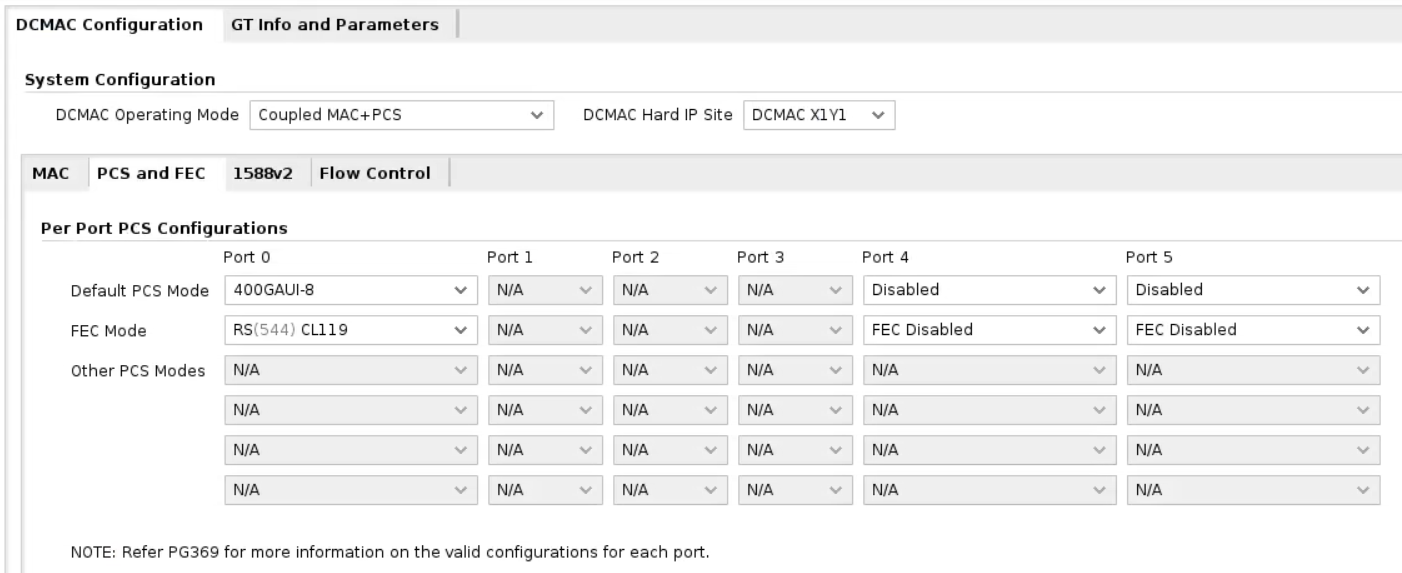 DCMAC Configuration GT Info and Parameters
System Configuration
DCMAC Operating Mode Coupled MAC+PCS DCMAC Hard IP Site DCMAC X1Y1
MAC PCS and FEC 1588v2 Flow Control
Per Port PCS Configurations
Port 0 Port 1 Port 2 Port 3 Port 4 Port 5
Default PCS Mode 400GAUI-8 N/A N/A N/A Disabled Disabled
FEC Mode RS(544) CL119 N/A N/A N/A FEC Disabled FEC Disabled
Other PCS Modes N/A N/A N/A N/A N/A N/A
N/A N/A N/A N/A N/A N/A
N/A N/A N/A N/A N/A N/A
N/A N/A N/A N/A N/A N/A
NOTE: Refer PG369 for more information on the valid configurations for each port.